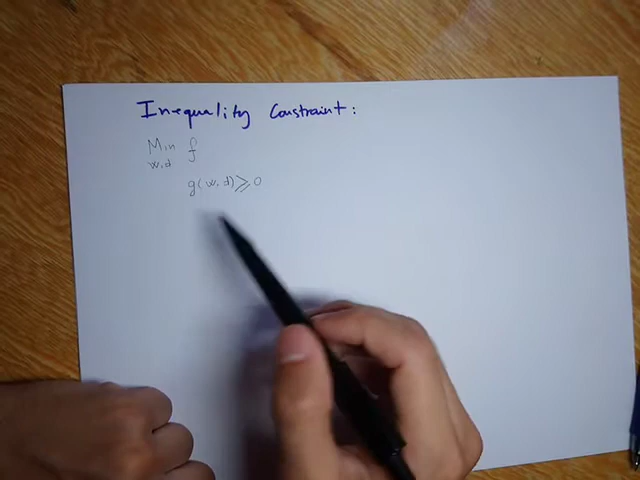 Inequality Constraint:
Min f
w,d
g(w,d)⩾0